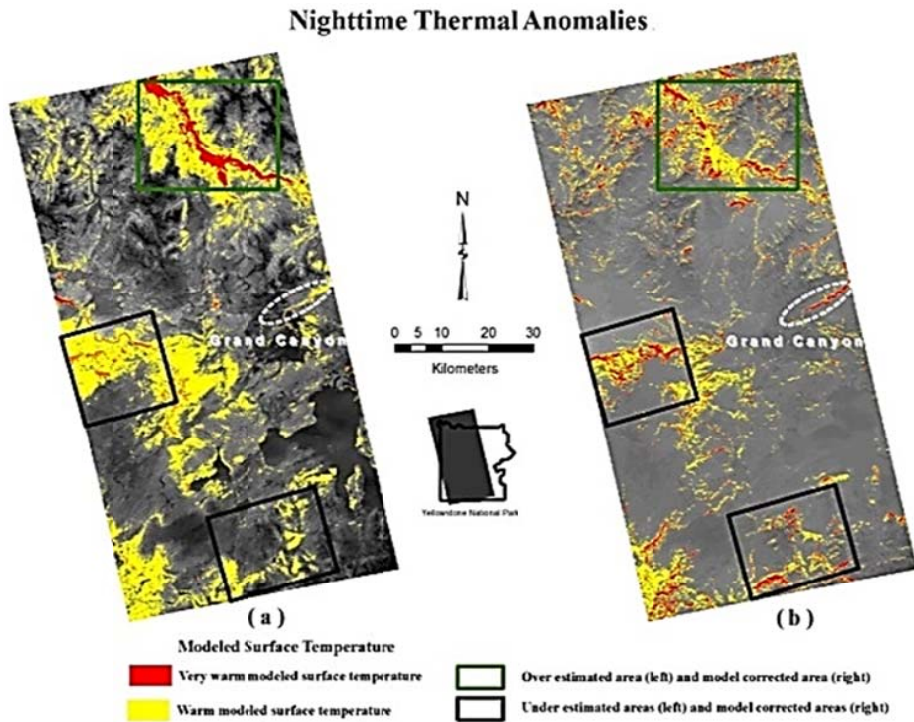 Nighttime Thermal Anomalies
N
0 5 10 20 30
Kilometers
Grand Canyon
Grand Canyon
Yellowstone National Park
( a )
( b )
Modeled Surface Temperature
Very warm modeled surface temperature
Warm modeled surface temperature
Over estimated area (left) and model corrected area (right)
Under estimated areas (left) and model corrected areas (right)